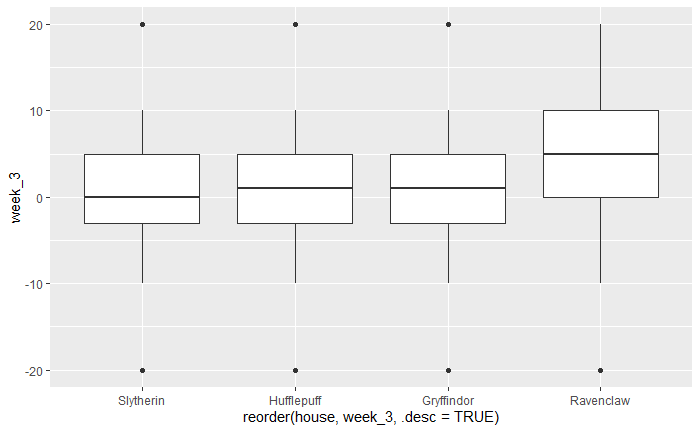 20
10
0
-10
-20
week_3
Slytherin
Hufflepuff
Gryffindor
Ravenclaw
reorder(house, week_3, .desc = TRUE)